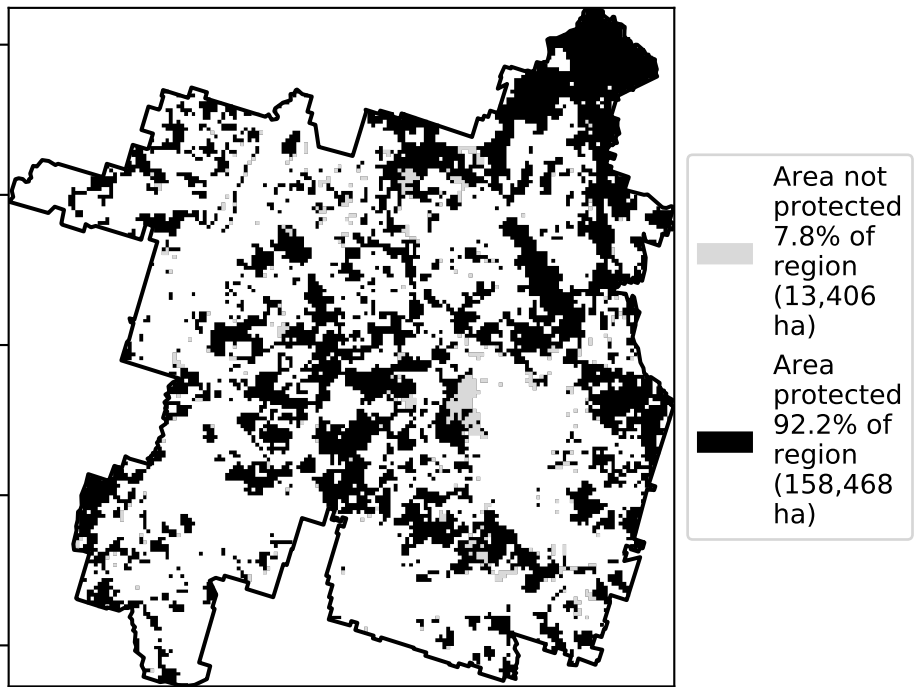 Area not
protected
7.8% of
region
(13,406
ha)
Area
protected
92.2% of
region
(158,468
ha)